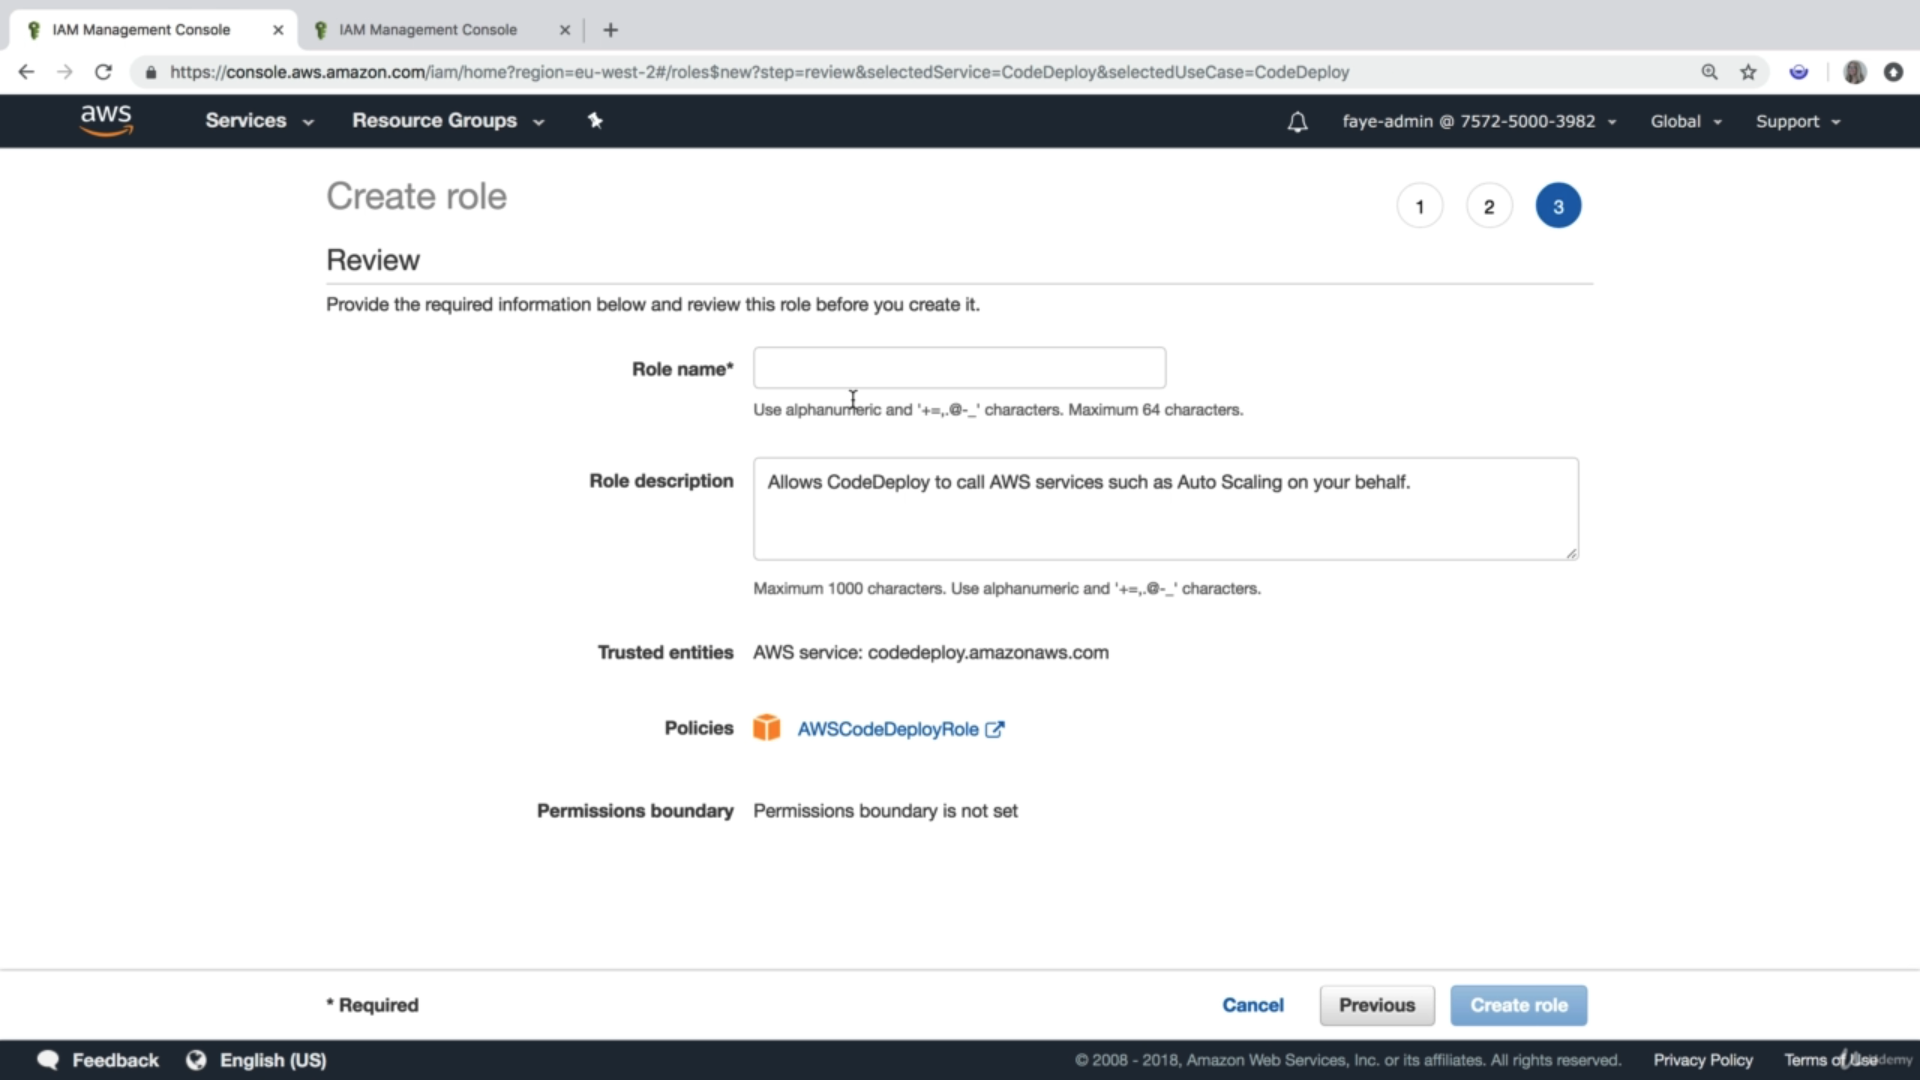 IAM Management Console
IAM Management Console
https://console.aws.amazon.com/iam/home?region=eu-west-2#/roles$new?step=review&selectedService=CodeDeploy&selectedUseCase=CodeDeploy
aws Services Resource Groups faye-admin @ 7572-5000-3982 Global Support
Create role
1 2 3
Review
Provide the required information below and review this role before you create it.
Role name*
Use alphanumeric and '+=,.@-_' characters. Maximum 64 characters.
Role description Allows CodeDeploy to call AWS services such as Auto Scaling on your behalf.
Maximum 1000 characters. Use alphanumeric and '+=,.@-_' characters.
Trusted entities AWS service: codedeploy.amazonaws.com
Policies AWSCodeDeployRole
Permissions boundary Permissions boundary is not set
* Required Cancel Previous Create role
Feedback English (US) © 2008 - 2018, Amazon Web Services, Inc. or its affiliates. All rights reserved. Privacy Policy Terms of Use